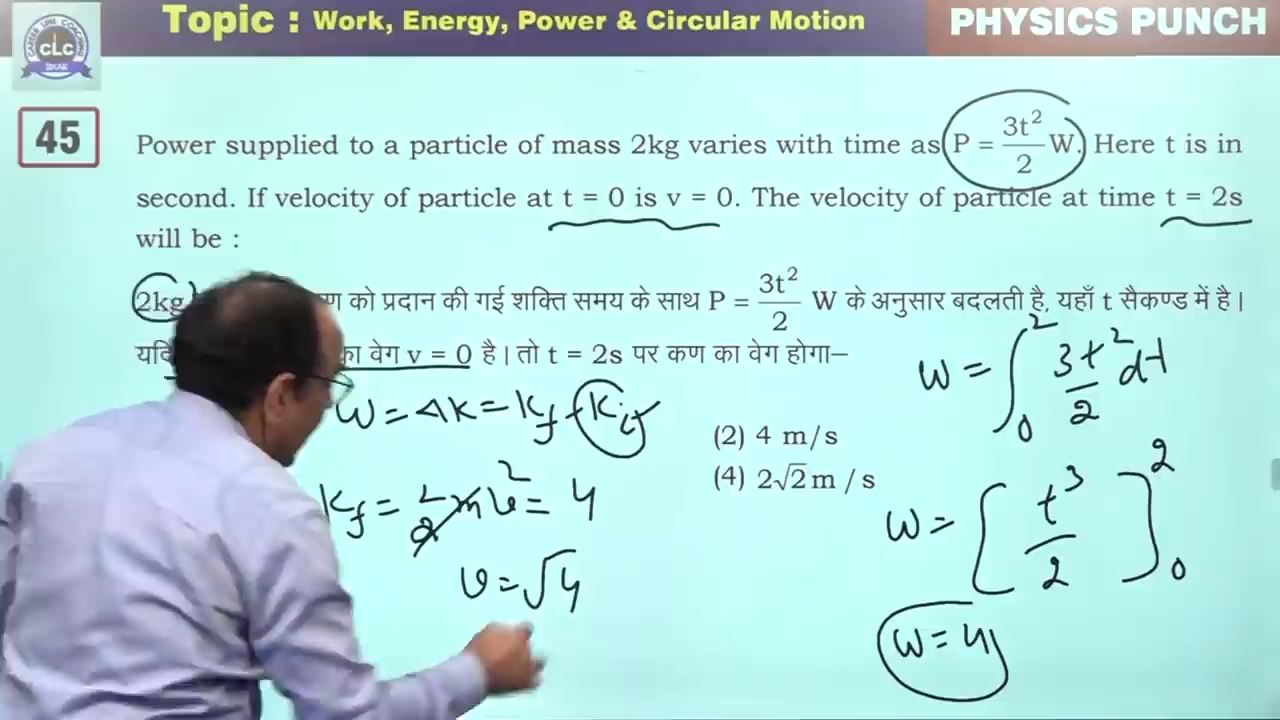 Topic : Work, Energy, Power & Circular Motion
PHYSICS PUNCH
CLC
SIKAR
45
Power supplied to a particle of mass 2kg varies with time as P = 3t²/2 W. Here t is in
second. If velocity of particle at t = 0 is v = 0. The velocity of particle at time t = 2s
will be :
2kg को प्रदान की गई शक्ति समय के साथ P = 3t²/2 W के अनुसार बदलती है, यहाँ t सैकण्ड में है।
का वेग v = 0 है। तो t = 2s पर कण का वेग होगा–
(2) 4 m/s
(4) 2√2 m / s
W = ΔK = Kf - Ki
Kf = 1/2 mv² = 4
v = √4
W = ∫₀² 3t²/2 dt
W = [t³/2]₀²
W = 4J